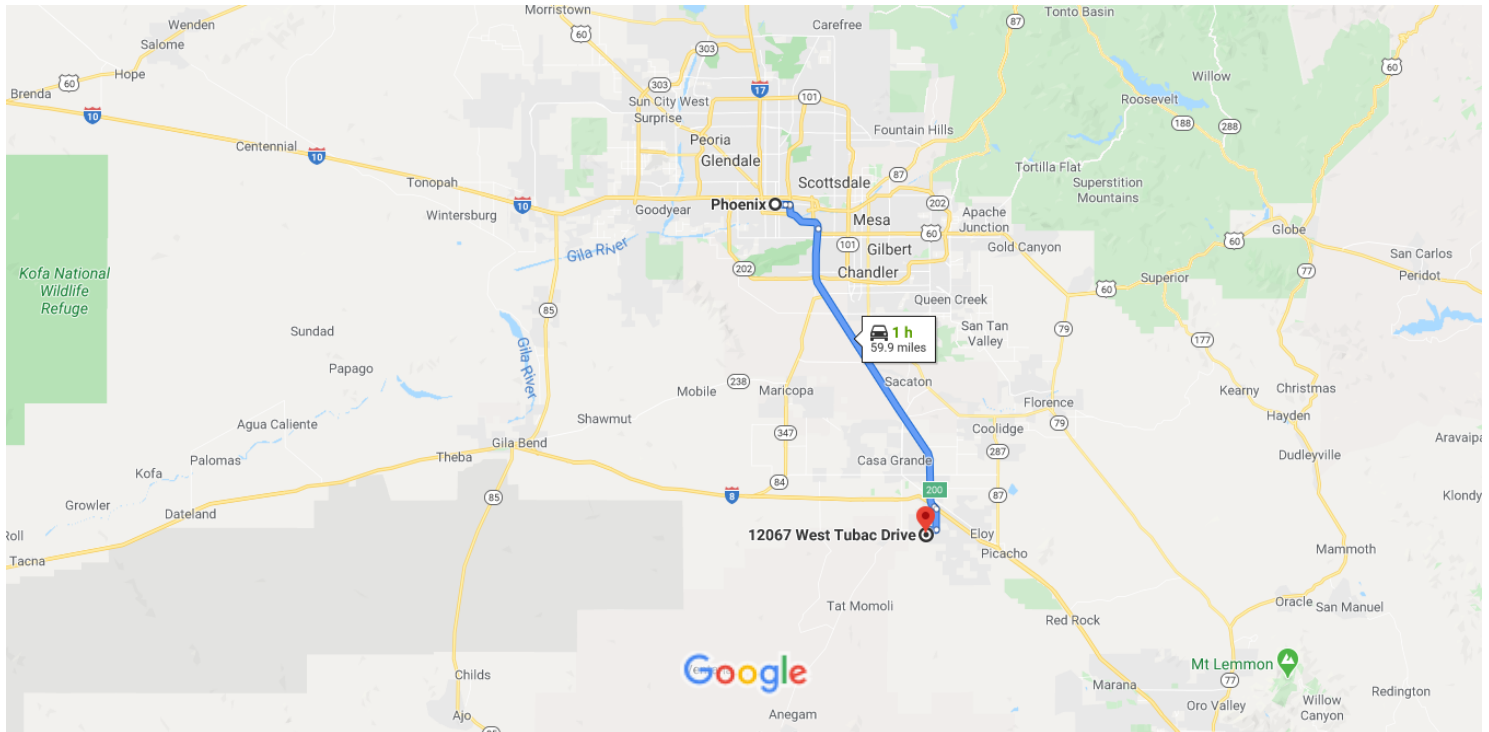 Morristown
Carefree
Tonto Basin
87
Wenden
60
Salome
303
60
Hope
60
Willow
60
303
Brenda
17
101
Roosevelt
10
Sun City West
Surprise
188
288
Fountain Hills
Peoria
Centennial
10
Glendale
Tortilla Flat
87
Tonopah
Scottsdale
Superstition
Mountains
10
Phoenix
202
Wintersburg
Goodyear
Mesa
Apache
Junction
Globe
60
60
Gila River
101
Gilbert
Gold Canyon
San Carlos
Kofa National
Wildlife
Refuge
202
Chandler
Superior
77
Peridot
60
Queen Creek
85
Sundad
1 h
59.9 miles
San Tan
Valley
79
177
Gila River
Papago
238
Sacaton
Mobile
Maricopa
Kearny
Christmas
Florence
Hayden
Shawmut
Agua Caliente
79
347
Coolidge
Aravaipa
Gila Bend
287
Theba
Casa Grande
Dudleyville
Palomas
Kofa
84
200
8
87
85
Klondy
Growler
Dateland
Roll
12067 West Tubac Drive
Eloy
Picacho
Mammoth
Tacna
Tat Momoli
Oracle
San Manuel
Red Rock
Mt Lemmon
Google
Childs
77
Marana
Redington
Willow
Canyon
Oro Valley
Ajo
Anegam